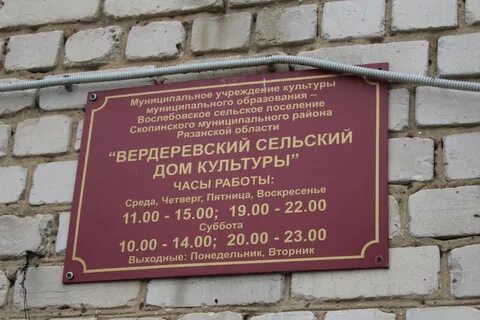 Муниципальное учреждение культуры
муниципального образования –
Вослебовское сельское поселение
Скопинского муниципального района
Рязанской области
"ВЕРДЕРЕВСКИЙ СЕЛЬСКИЙ
ДОМ КУЛЬТУРЫ"
ЧАСЫ РАБОТЫ:
Среда, Четверг, Пятница, Воскресенье
11.00 - 15.00; 19.00 - 22.00
Суббота
10.00 - 14.00; 20.00 - 23.00
Выходные: Понедельник, Вторник